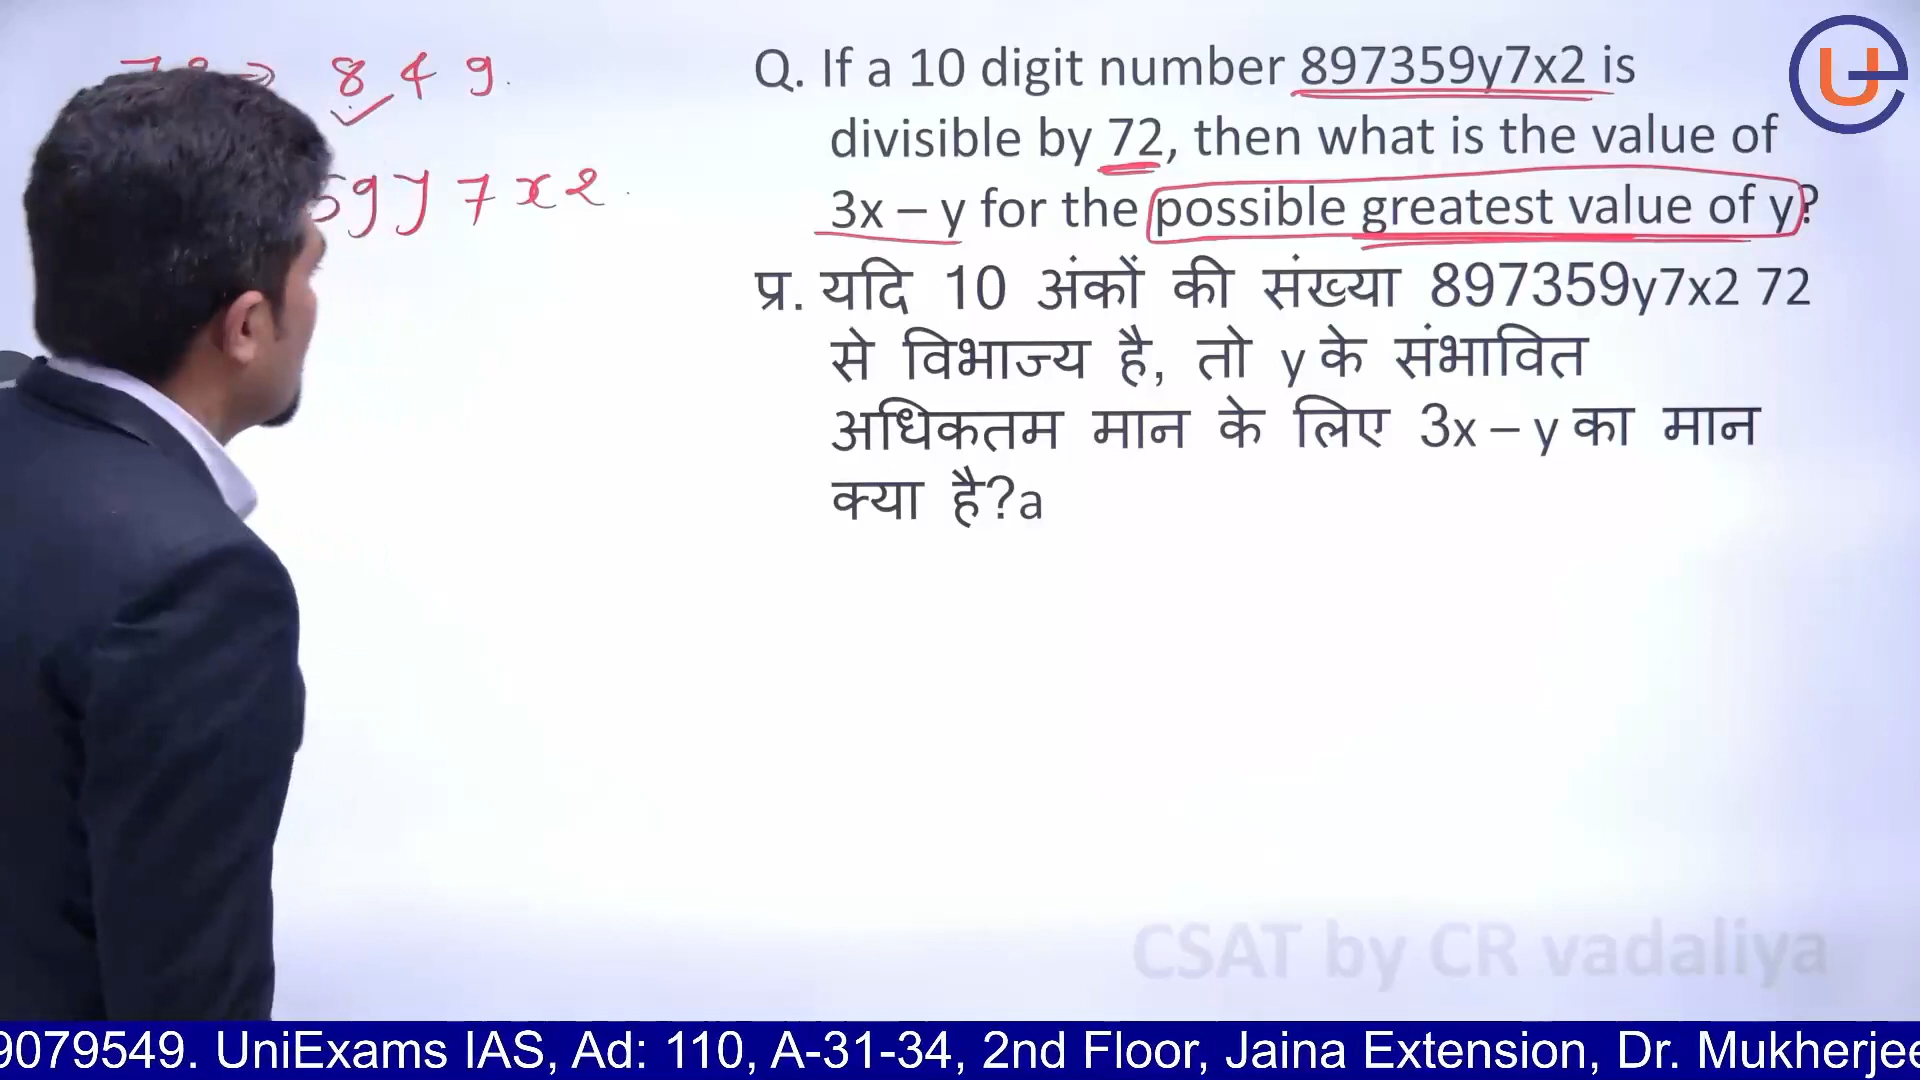 8 & 9
Q. If a 10 digit number 897359y7x2 is
divisible by 72, then what is the value of
3x – y for the possible greatest value of y?
59y7x2
प्र. यदि 10 अंकों की संख्या 897359y7x2 72
से विभाज्य है, तो y के संभावित
अधिकतम मान के लिए 3x – y का मान
क्या है?a
CSAT by CR vadaliya
9079549. UniExams IAS, Ad: 110, A-31-34, 2nd Floor, Jaina Extension, Dr. Mukherjee